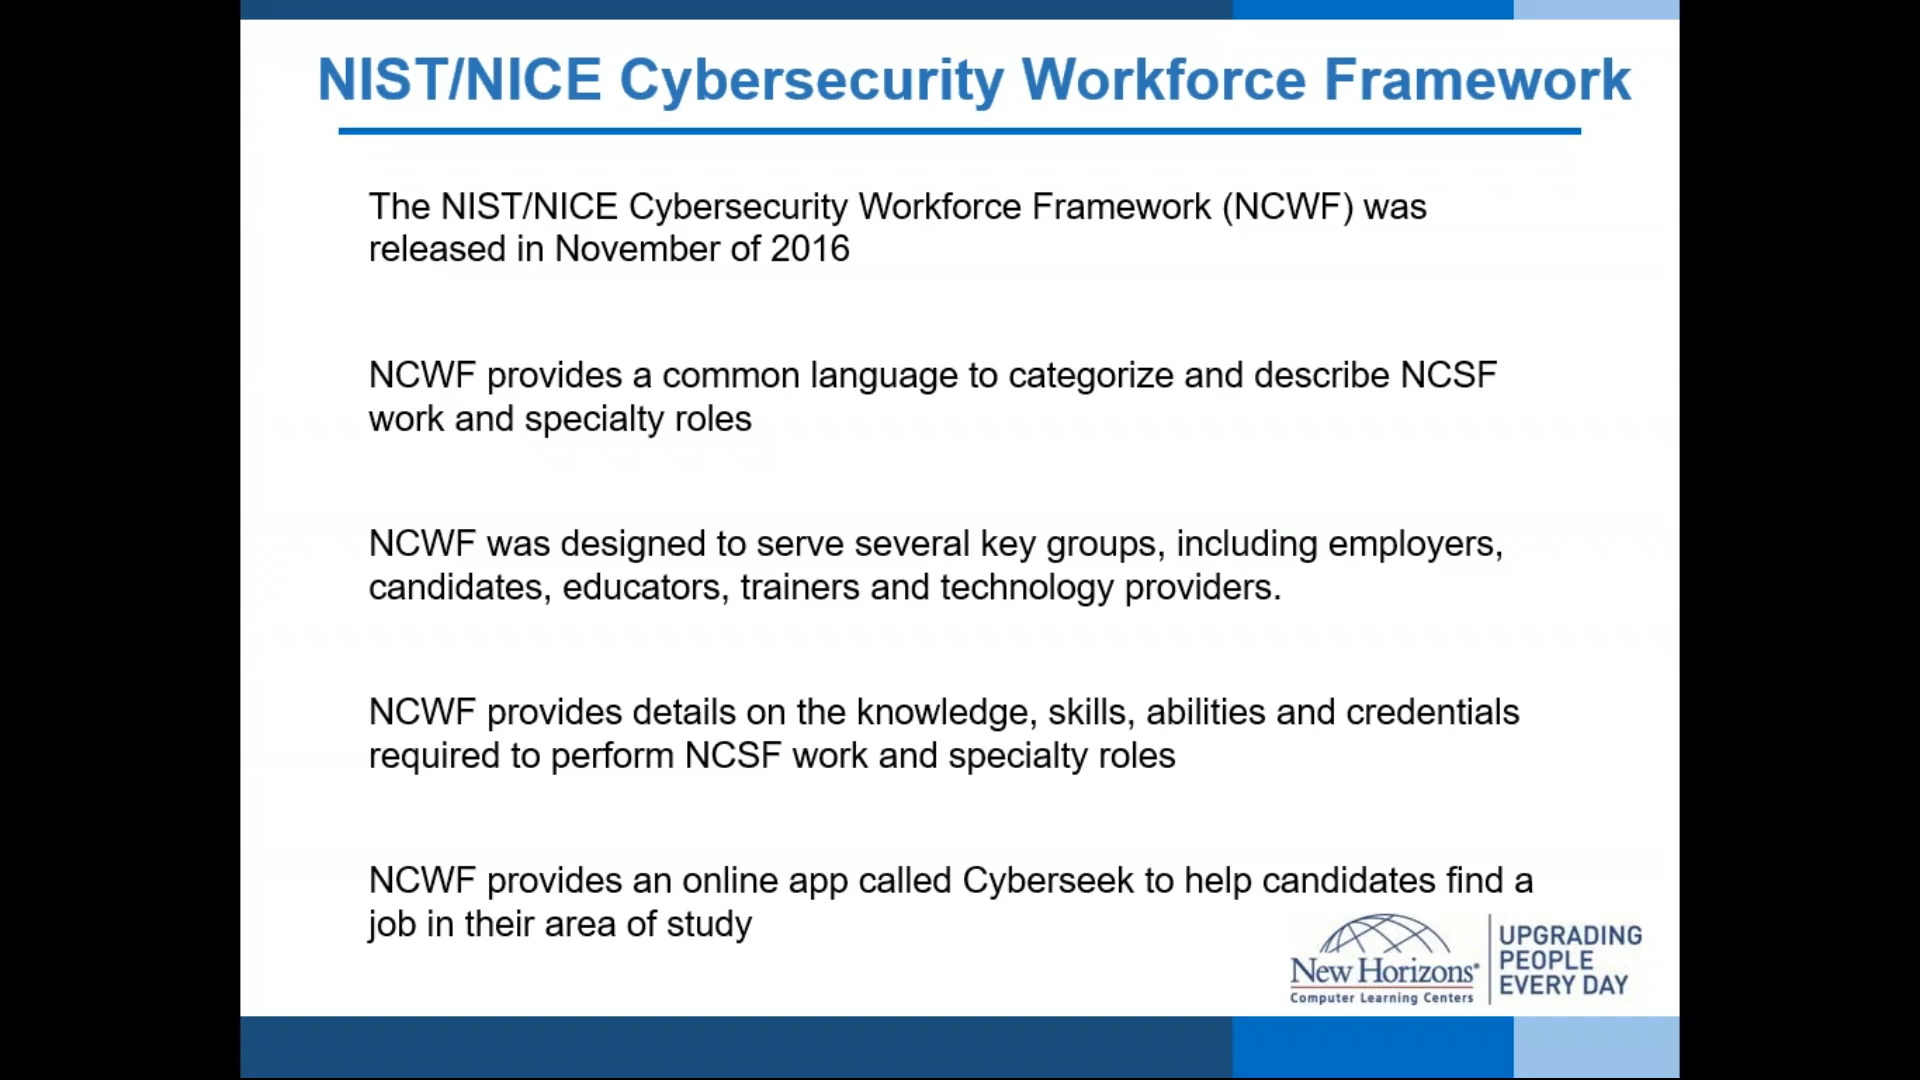 NIST/NICE Cybersecurity Workforce Framework
The NIST/NICE Cybersecurity Workforce Framework (NCWF) was
released in November of 2016
NCWF provides a common language to categorize and describe NCSF
work and specialty roles
NCWF was designed to serve several key groups, including employers,
candidates, educators, trainers and technology providers.
NCWF provides details on the knowledge, skills, abilities and credentials
required to perform NCSF work and specialty roles
NCWF provides an online app called Cyberseek to help candidates find a
job in their area of study
New Horizons®
Computer Learning Centers
UPGRADING
PEOPLE
EVERY DAY